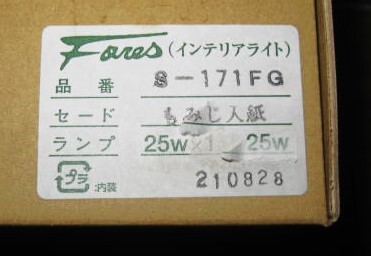 Fares (インテリアライト)
品番 S-171FG
セード もみじ入紙
ランプ 25W×1 25W
プラ :内装 210828